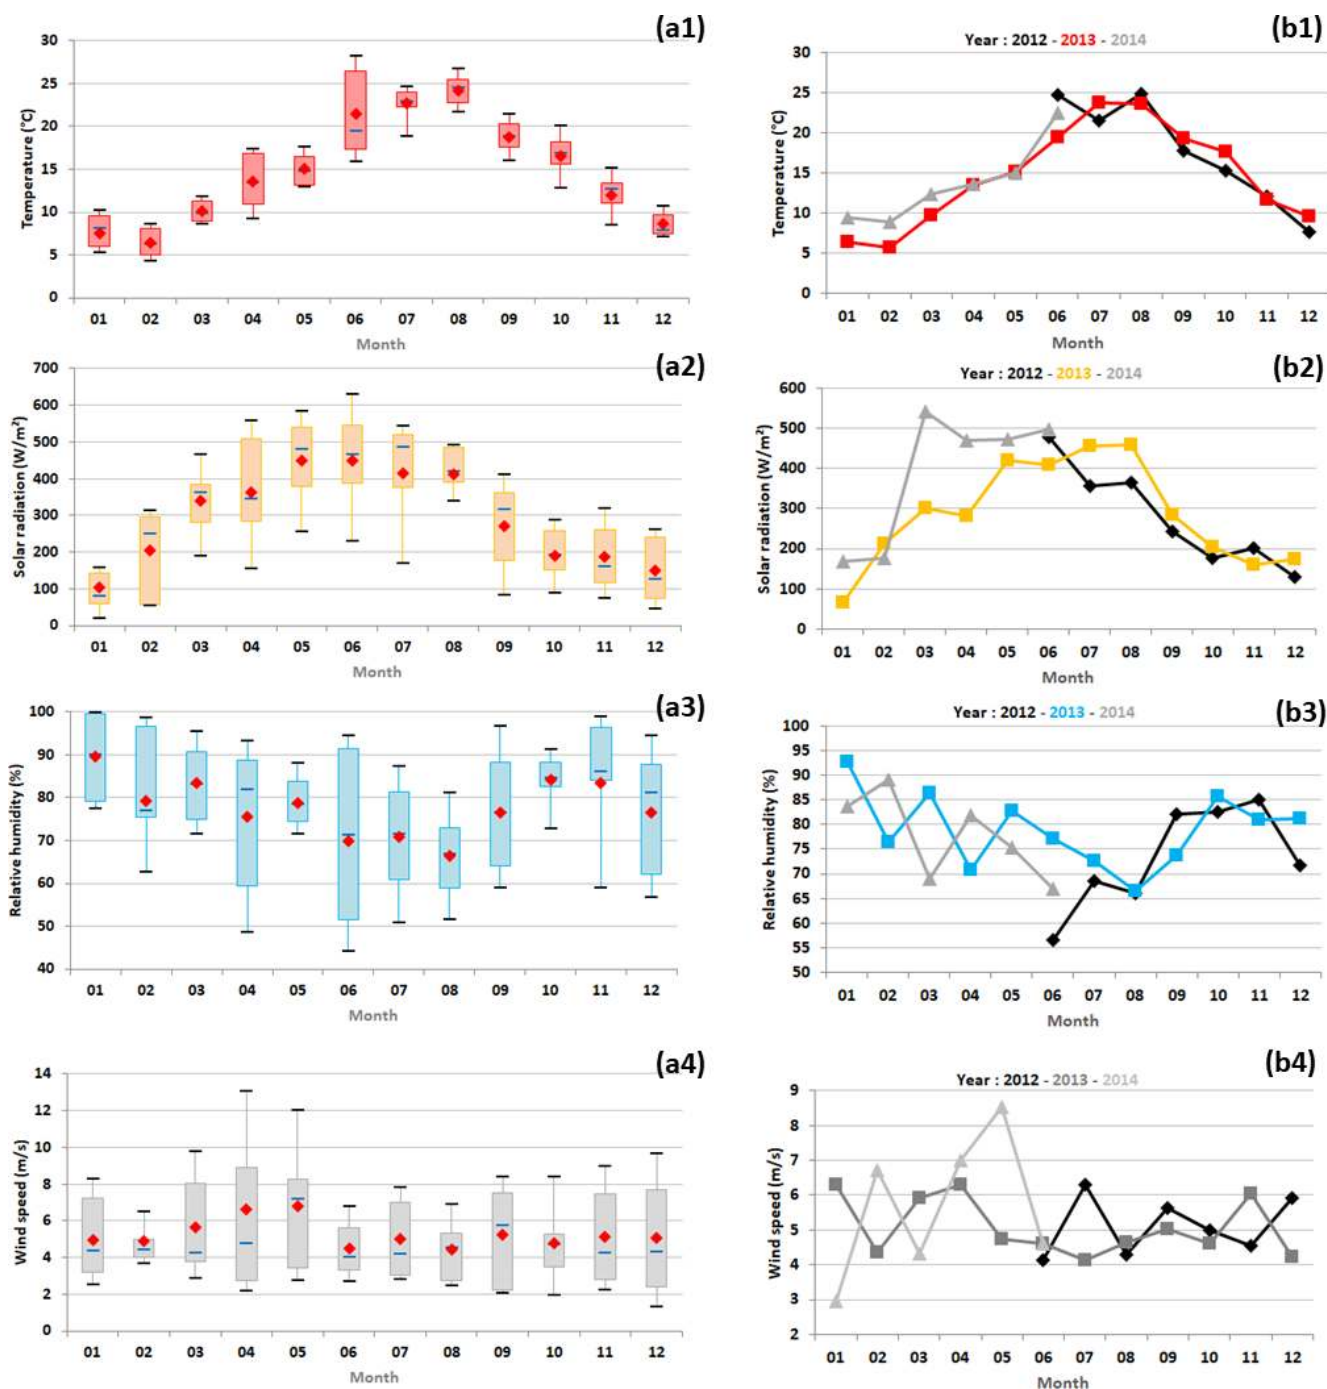 (a1)
30
25
20
15
10
5
0
Temperature (°C)
01 02 03 04 05 06 07 08 09 10 11 12
Month
(b1)
Year : 2012 - 2013 - 2014
30
25
20
15
10
5
0
Temperature (°C)
01 02 03 04 05 06 07 08 09 10 11 12
Month
(a2)
700
600
500
400
300
200
100
0
Solar radiation (W/m²)
01 02 03 04 05 06 07 08 09 10 11 12
Month
(b2)
Year : 2012 - 2013 - 2014
600
500
400
300
200
100
0
Solar radiation (W/m²)
01 02 03 04 05 06 07 08 09 10 11 12
Month
(a3)
100
90
80
70
60
50
40
Relative humidity (%)
01 02 03 04 05 06 07 08 09 10 11 12
Month
(b3)
Year : 2012 - 2013 - 2014
100
95
90
85
80
75
70
65
60
55
50
Relative humidity (%)
01 02 03 04 05 06 07 08 09 10 11 12
Month
(a4)
14
12
10
8
6
4
2
0
Wind speed (m/s)
01 02 03 04 05 06 07 08 09 10 11 12
Month
(b4)
Year : 2012 - 2013 - 2014
9
8
7
6
5
4
3
2
Wind speed (m/s)
01 02 03 04 05 06 07 08 09 10 11 12
Month